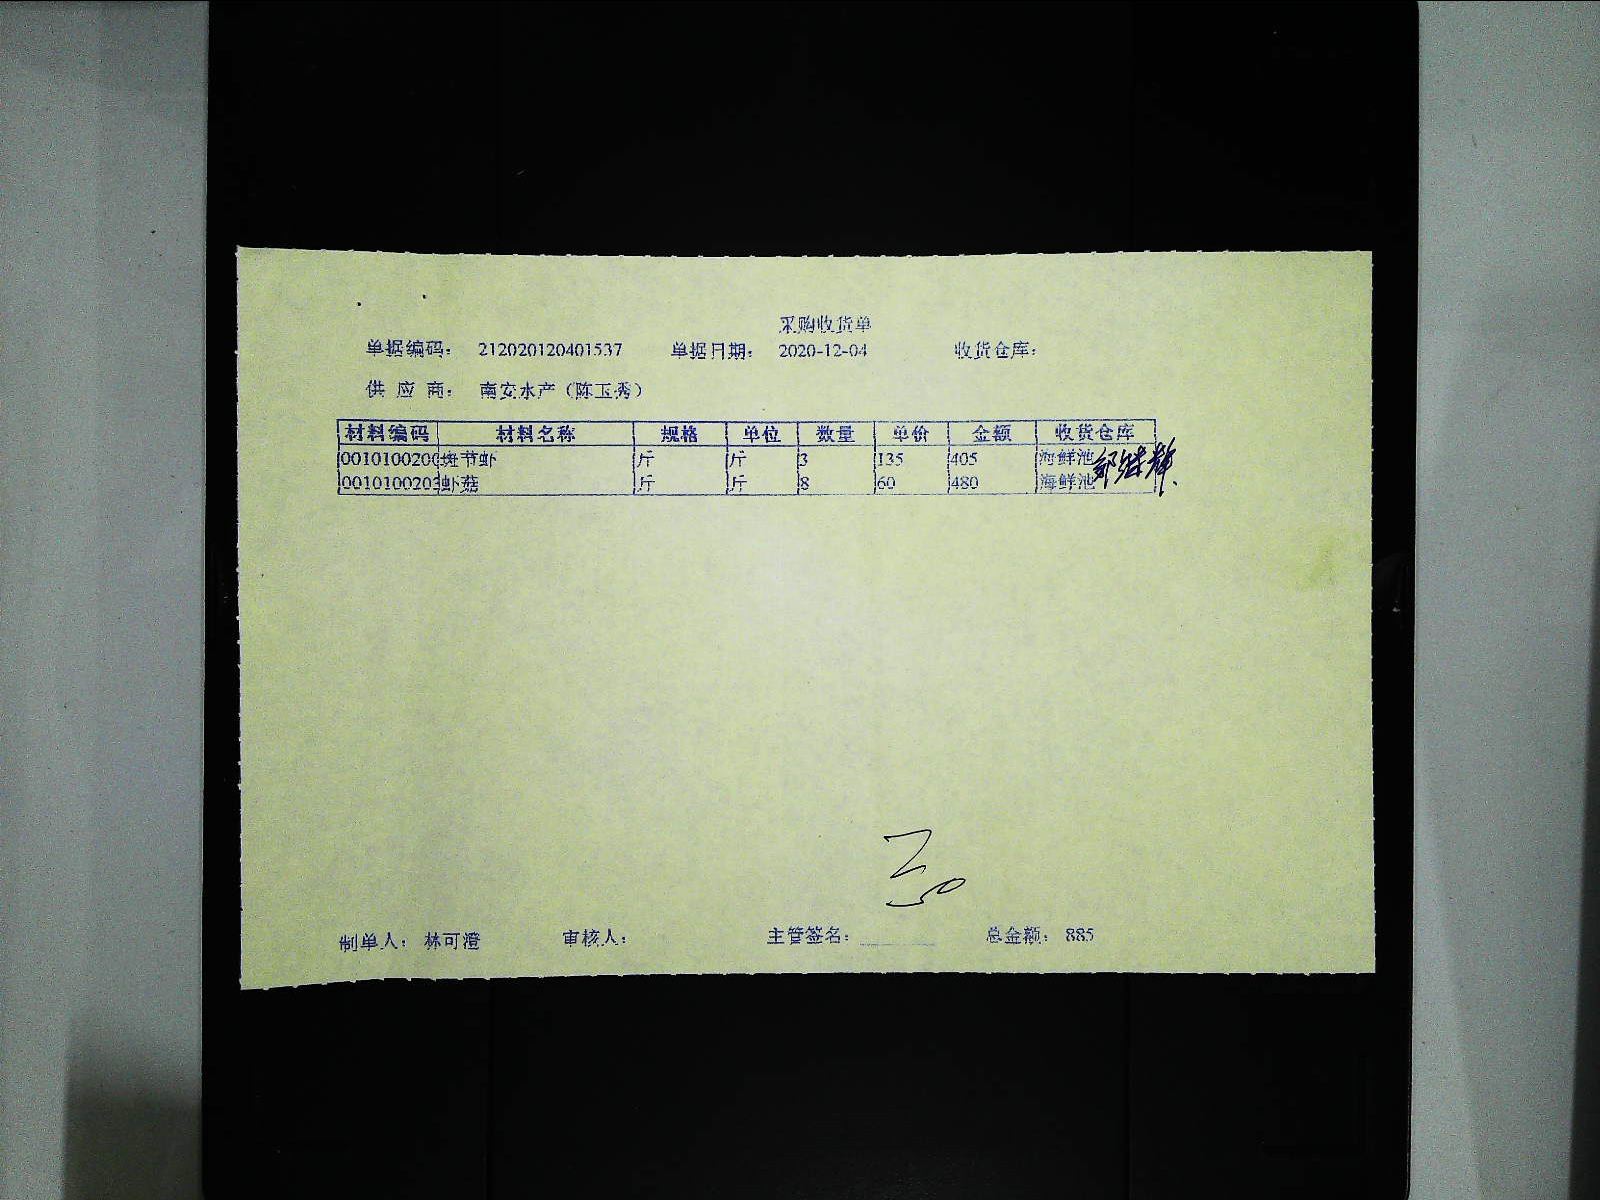 采购收货单
单据编码： 212020120401537 单据日期： 2020-12-04 收货仓库：
供 应 商： 南安水产（陈玉秀）
材料编码 材料名称 规格 单位 数量 单价 金额 收货仓库
0010100200 斑节虾 斤 斤 3 135 405 海鲜池
0010100203 虾菇 斤 斤 8 60 480 海鲜池
制单人： 林可澄 审核人： 主管签名： 总金额： 885